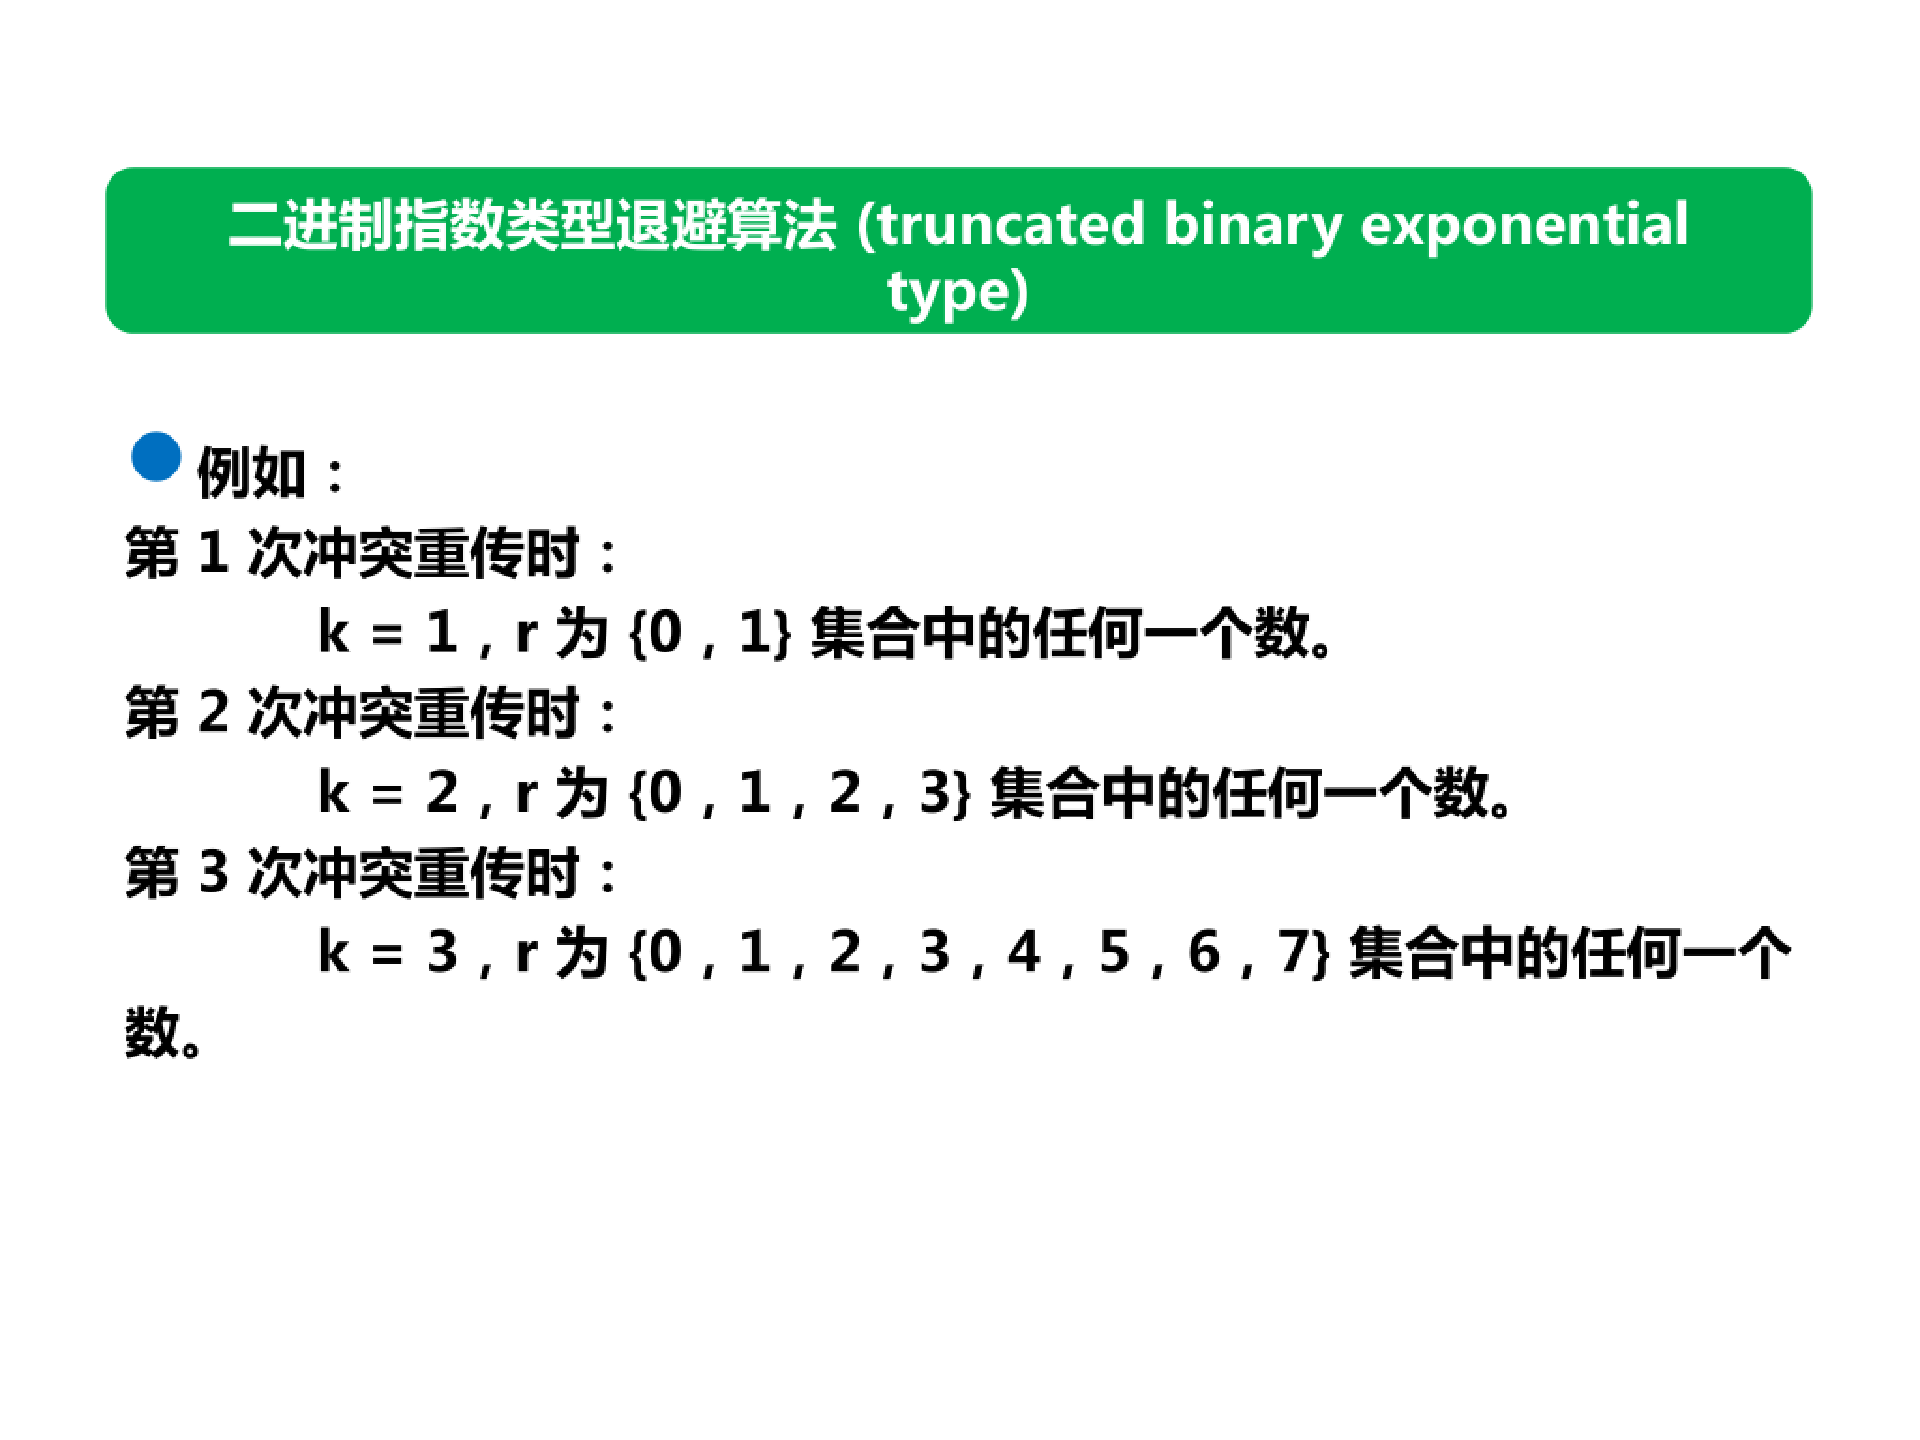 二进制指数类型退避算法 (truncated binary exponential
type)
例如：
第 1 次冲突重传时：
k = 1，r 为 {0，1} 集合中的任何一个数。
第 2 次冲突重传时：
k = 2，r 为 {0，1，2，3} 集合中的任何一个数。
第 3 次冲突重传时：
k = 3，r 为 {0，1，2，3，4，5，6，7} 集合中的任何一个
数。